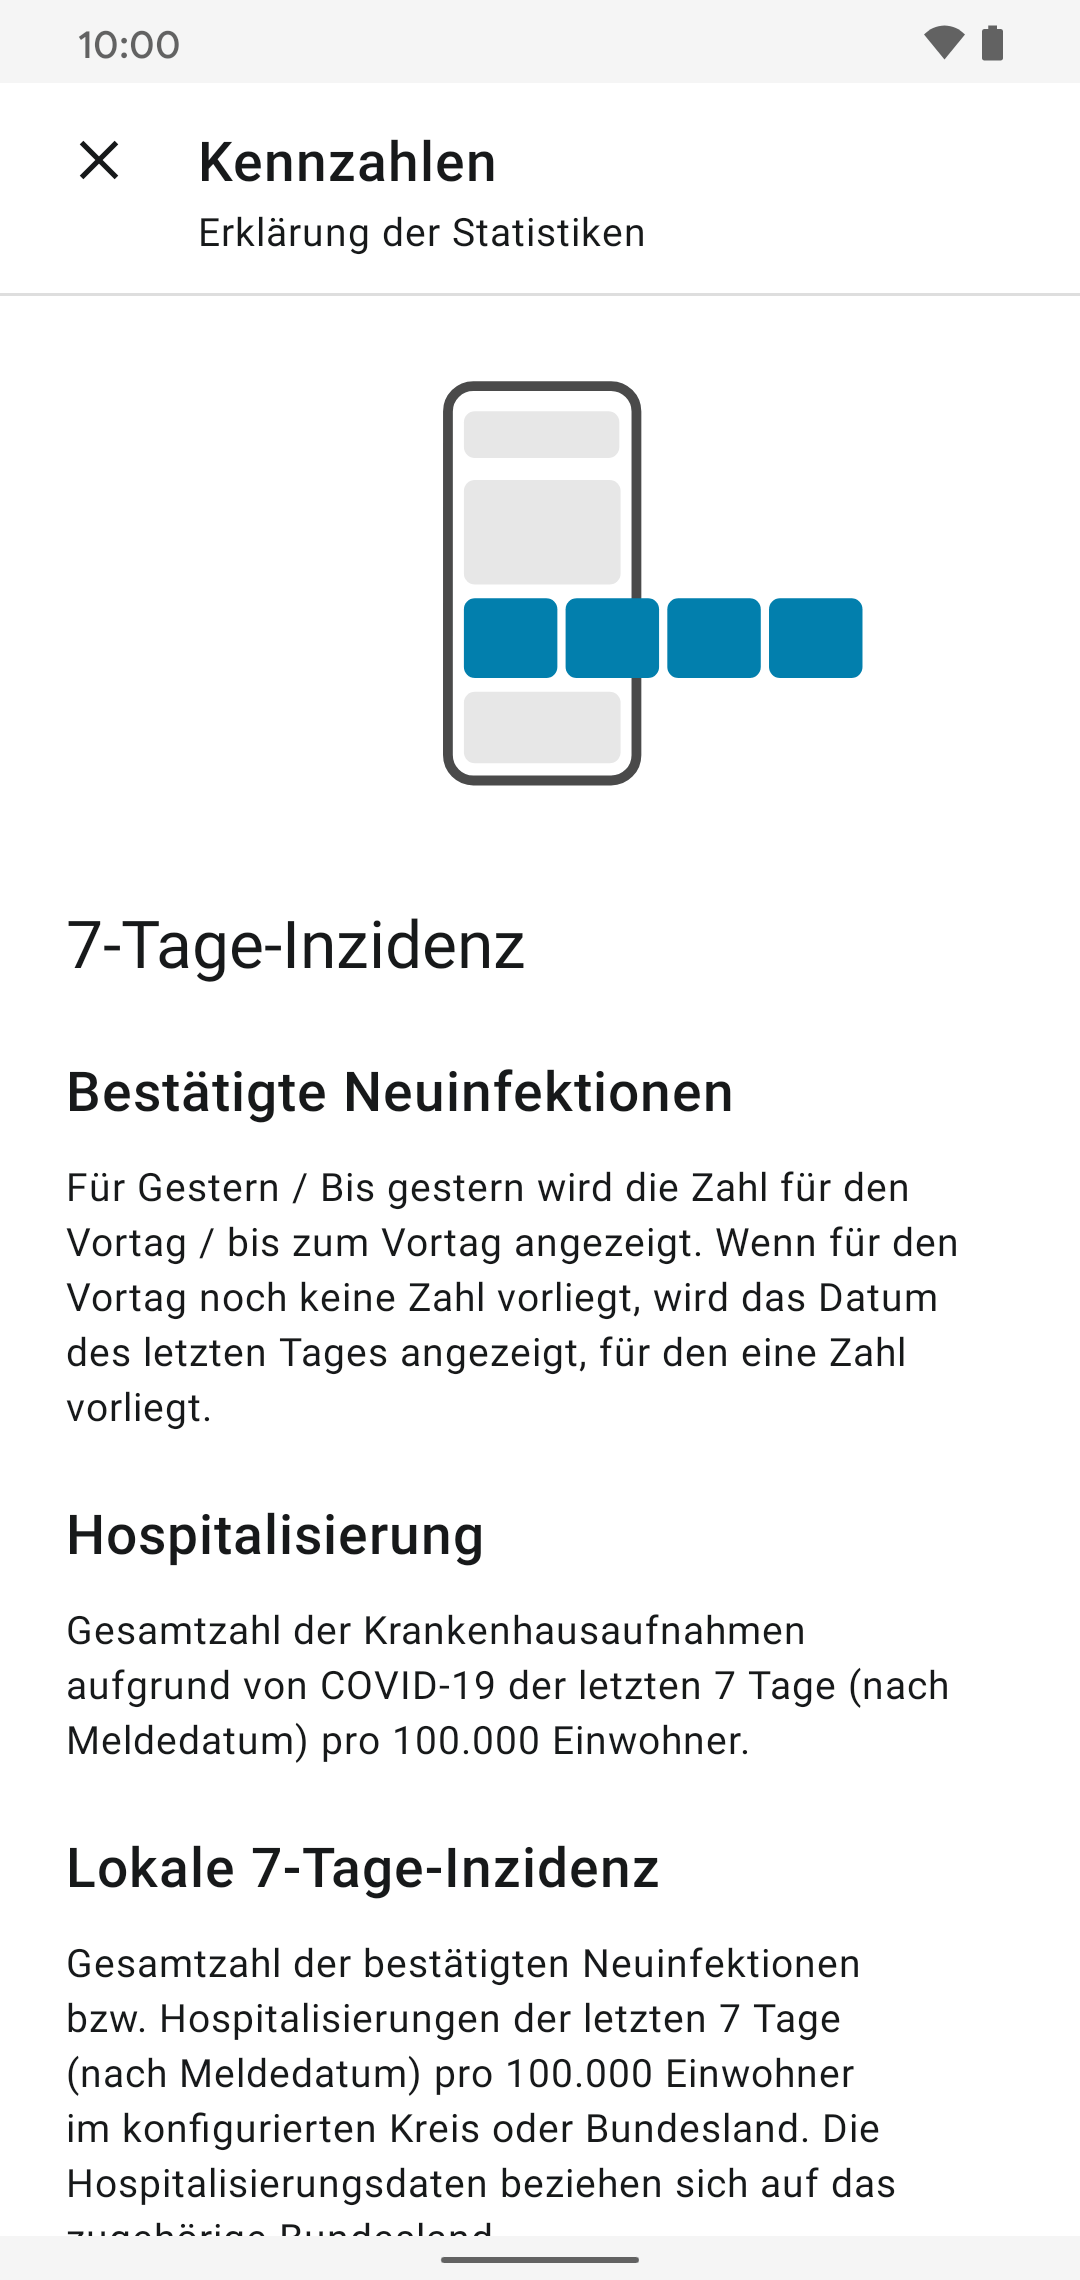 10:00
Kennzahlen
Erklärung der Statistiken
7-Tage-Inzidenz
Bestätigte Neuinfektionen
Für Gestern / Bis gestern wird die Zahl für den
Vortag / bis zum Vortag angezeigt. Wenn für den
Vortag noch keine Zahl vorliegt, wird das Datum
des letzten Tages angezeigt, für den eine Zahl
vorliegt.
Hospitalisierung
Gesamtzahl der Krankenhausaufnahmen
aufgrund von COVID-19 der letzten 7 Tage (nach
Meldedatum) pro 100.000 Einwohner.
Lokale 7-Tage-Inzidenz
Gesamtzahl der bestätigten Neuinfektionen
bzw. Hospitalisierungen der letzten 7 Tage
(nach Meldedatum) pro 100.000 Einwohner
im konfigurierten Kreis oder Bundesland. Die
Hospitalisierungsdaten beziehen sich auf das
zugehörige Bundesland.